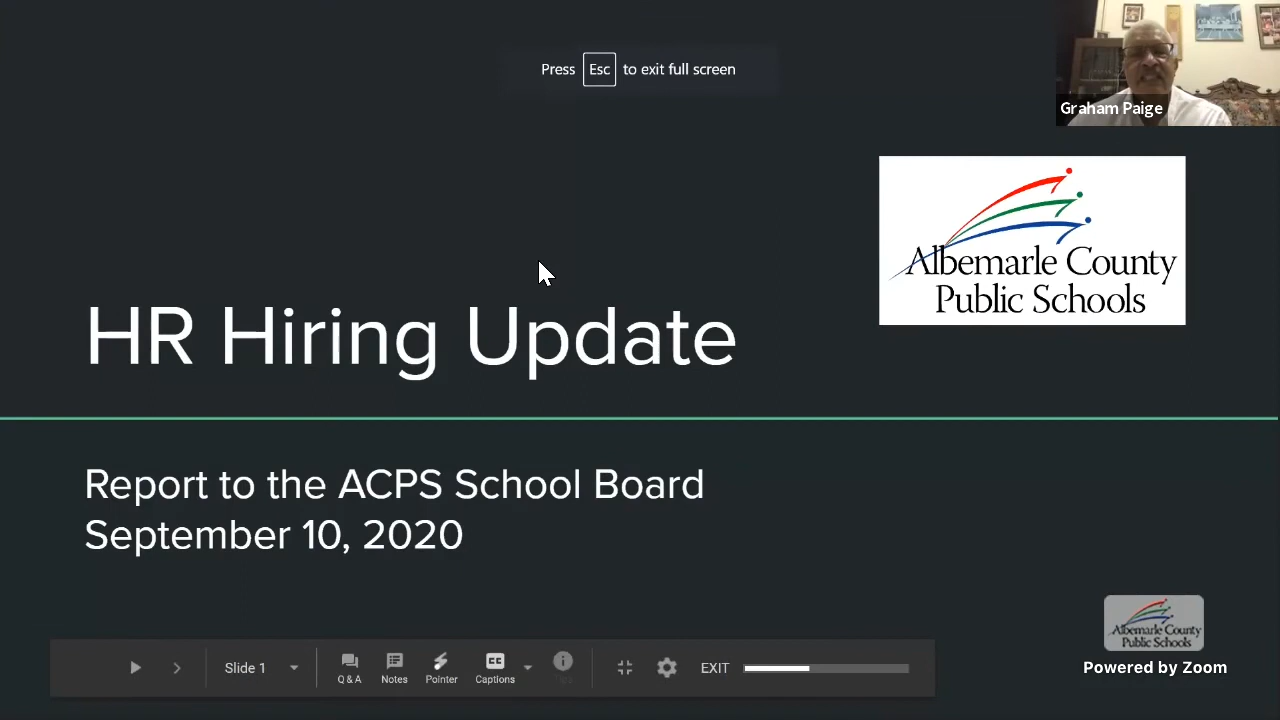 Press Esc to exit full screen
Graham Paige
Albemarle County
Public Schools
HR Hiring Update
Report to the ACPS School Board
September 10, 2020
Albemarle County
Public Schools
Powered by Zoom
Slide 1
Q & A
Notes
Pointer
CC
Captions
EXIT